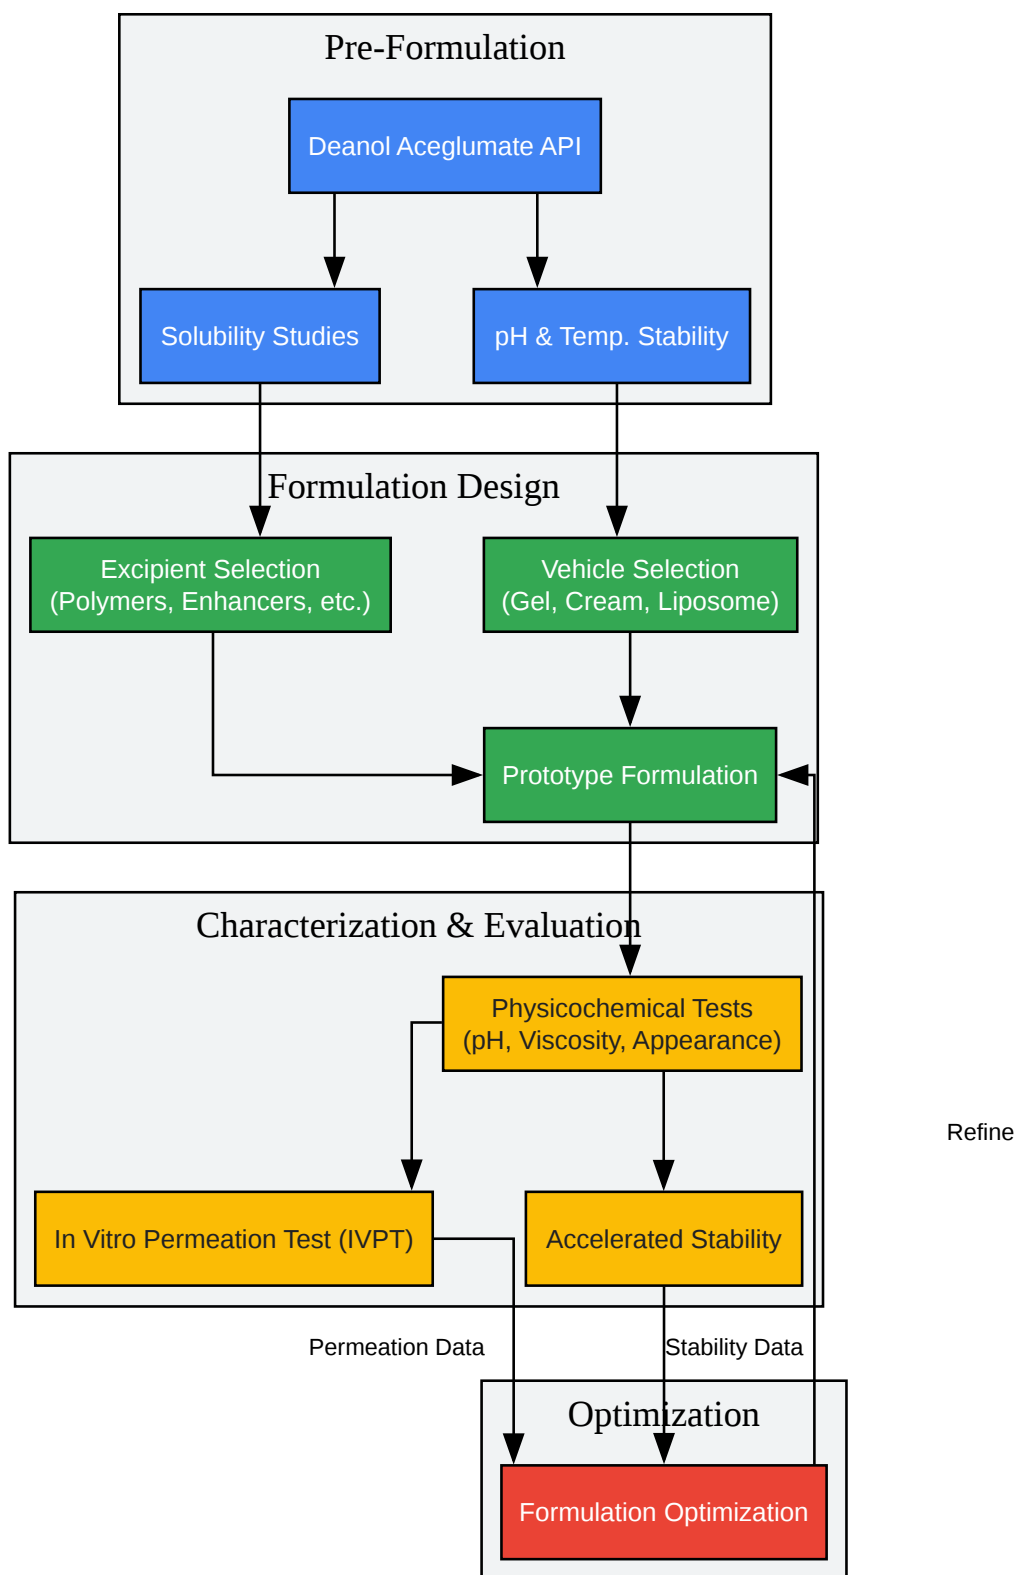 Pre-Formulation
Deanol Aceglumate API
Solubility Studies
pH & Temp. Stability
Formulation Design
Excipient Selection
(Polymers, Enhancers, etc.)
Vehicle Selection
(Gel, Cream, Liposome)
Prototype Formulation
Characterization & Evaluation
Physicochemical Tests
(pH, Viscosity, Appearance)
Refine
In Vitro Permeation Test (IVPT)
Accelerated Stability
Permeation Data
Stability Data
Optimization
Formulation Optimization